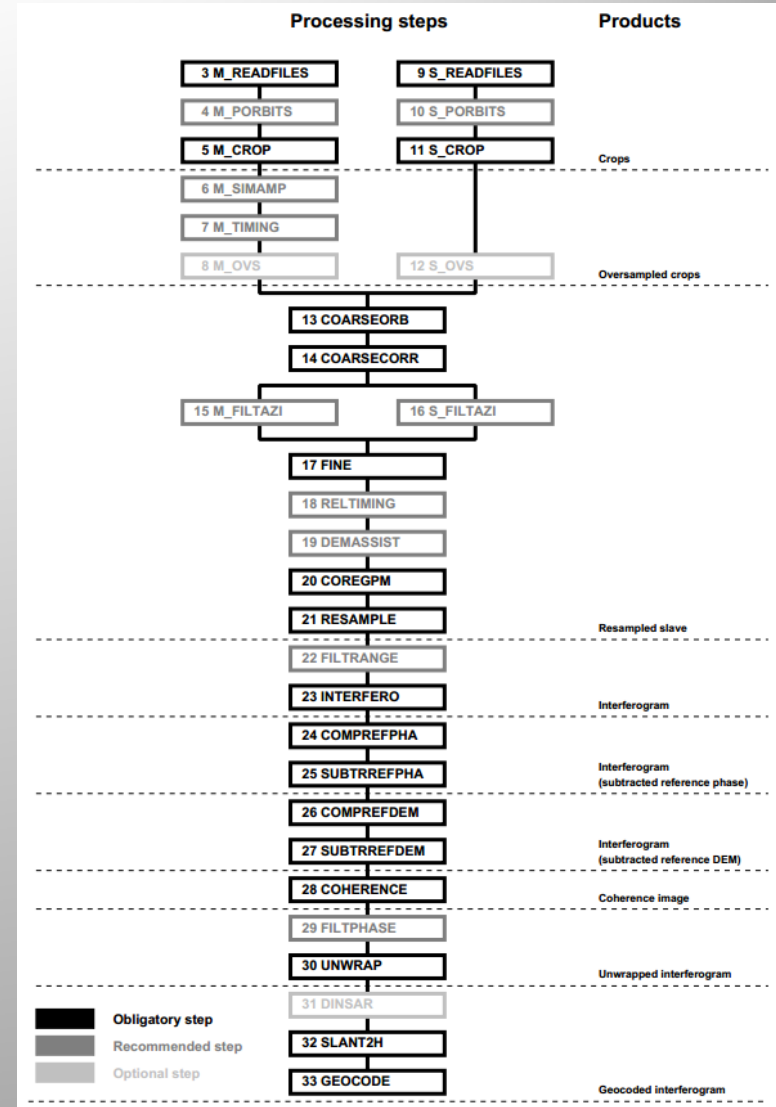 Processing steps Products
3 M_READFILES 9 S_READFILES
4 M_PORBITS 10 S_PORBITS
5 M_CROP 11 S_CROP
Crops
6 M_SIMAMP
7 M_TIMING
8 M_OVS 12 S_OVS
Oversampled crops
13 COARSEORB
14 COARSECORR
15 M_FILTAZI 16 S_FILTAZI
17 FINE
18 RELTIMING
19 DEMASSIST
20 COREGPM
21 RESAMPLE
Resampled slave
22 FILTRANGE
23 INTERFERO
Interferogram
24 COMPREFPHA
25 SUBTRREFPHA
Interferogram
(subtracted reference phase)
26 COMPREFDEM
27 SUBTRREFDEM
Interferogram
(subtracted reference DEM)
28 COHERENCE
Coherence image
29 FILTPHASE
30 UNWRAP
Unwrapped interferogram
31 DINSAR
32 SLANT2H
33 GEOCODE
Geocoded interferogram
Obligatory step
Recommended step
Optional step